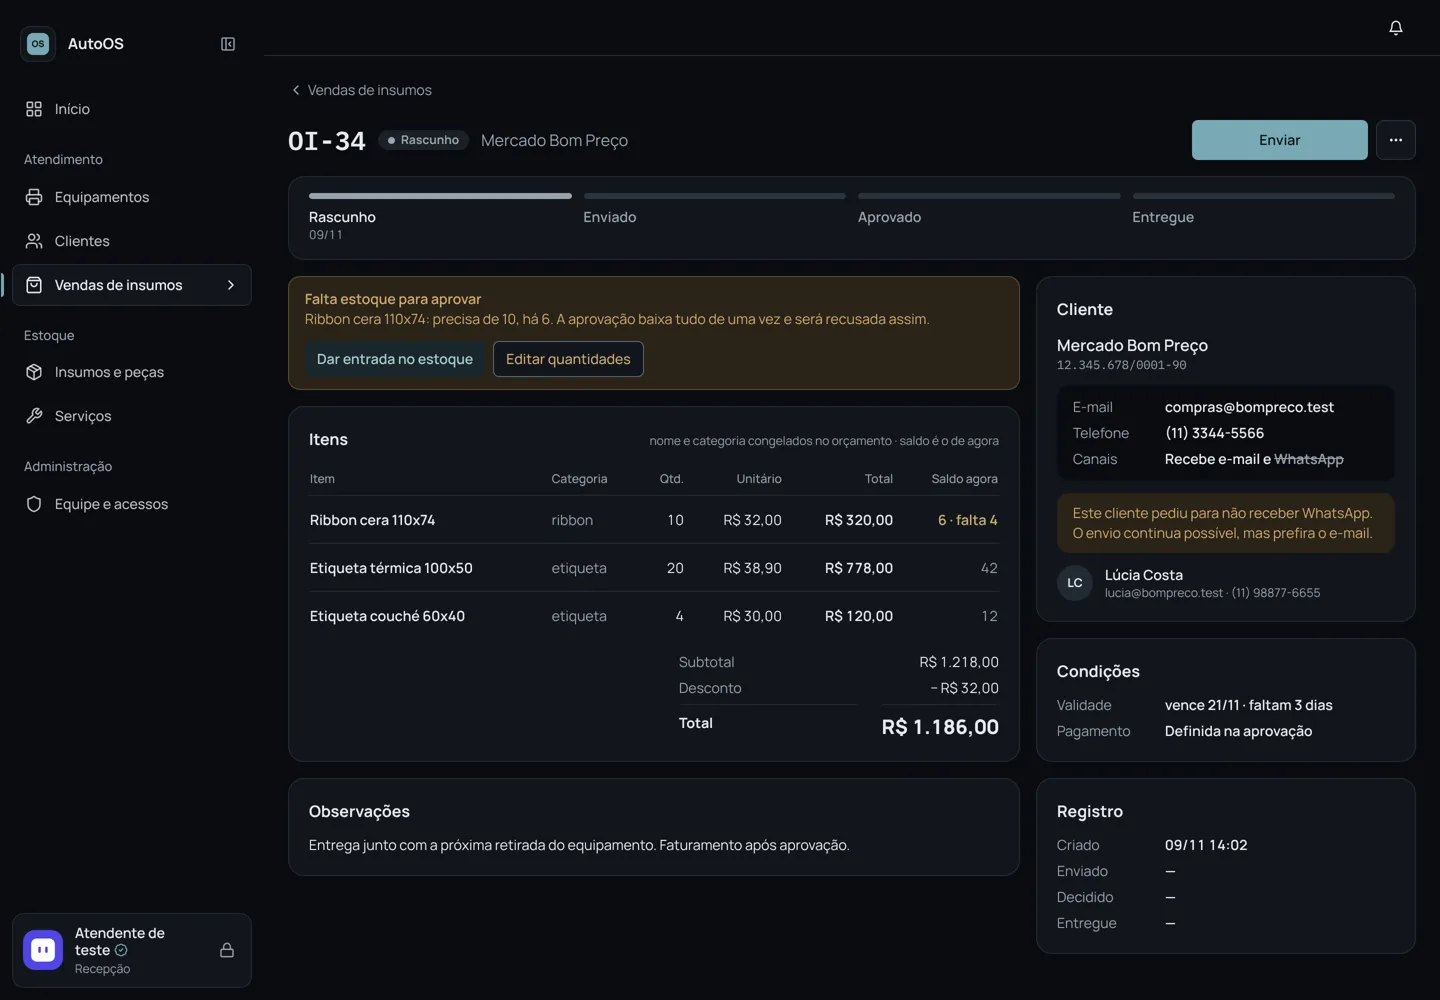 OS
AutoOS
Início
Atendimento
Equipamentos
Clientes
Vendas de insumos
Estoque
Insumos e peças
Serviços
Administração
Equipe e acessos
Atendente de
teste
Recepção
Vendas de insumos
OI-34
Rascunho
Mercado Bom Preço
Enviar
Rascunho
09/11
Enviado
Aprovado
Entregue
Falta estoque para aprovar
Ribbon cera 110x74: precisa de 10, há 6. A aprovação baixa tudo de uma vez e será recusada assim.
Dar entrada no estoque
Editar quantidades
Itens
nome e categoria congelados no orçamento · saldo é o de agora
Item Categoria Qtd. Unitário Total Saldo agora
Ribbon cera 110x74 ribbon 10 R$ 32,00 R$ 320,00 6 · falta 4
Etiqueta térmica 100x50 etiqueta 20 R$ 38,90 R$ 778,00 42
Etiqueta couché 60x40 etiqueta 4 R$ 30,00 R$ 120,00 12
Subtotal R$ 1.218,00
Desconto − R$ 32,00
Total R$ 1.186,00
Observações
Entrega junto com a próxima retirada do equipamento. Faturamento após aprovação.
Cliente
Mercado Bom Preço
12.345.678/0001-90
E-mail compras@bompreco.test
Telefone (11) 3344-5566
Canais Recebe e-mail e WhatsApp
Este cliente pediu para não receber WhatsApp.
O envio continua possível, mas prefira o e-mail.
LC
Lúcia Costa
lucia@bompreco.test · (11) 98877-6655
Condições
Validade vence 21/11 · faltam 3 dias
Pagamento Definida na aprovação
Registro
Criado 09/11 14:02
Enviado —
Decidido —
Entregue —